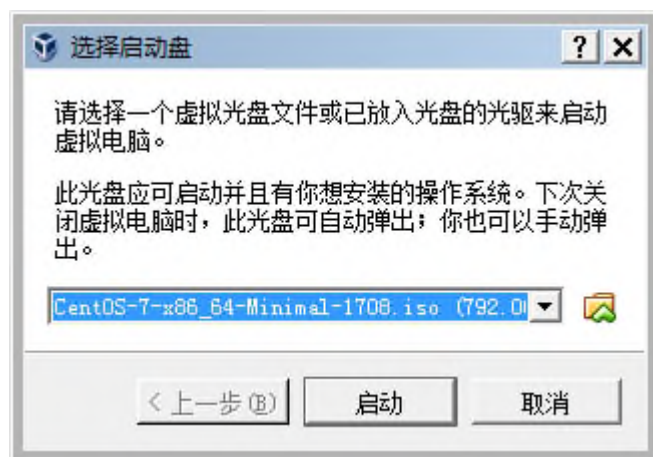 选择启动盘
请选择一个虚拟光盘文件或已放入光盘的光驱来启动
虚拟电脑。
此光盘应可启动并且有你想安装的操作系统。下次关
闭虚拟电脑时，此光盘可自动弹出；你也可以手动弹
出。
CentOS-7-x86_64-Minimal-1708.iso (792.0
<上一步(B) 启动 取消